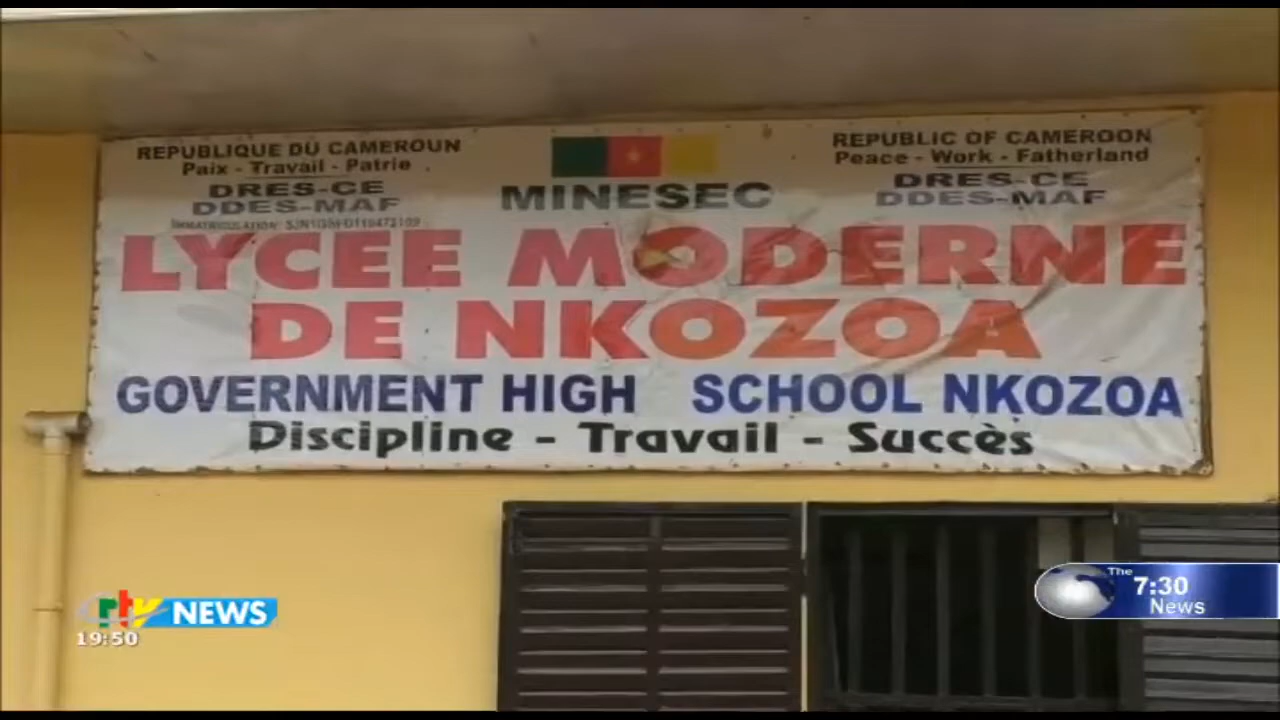 REPUBLIQUE DU CAMEROUN
Paix - Travail - Patrie
DRES-CE
DDES-MAF
MINESEC
REPUBLIC OF CAMEROON
Peace - Work - Fatherland
DRES-CE
DDES-MAF
LYCEE MODERNE
DE NKOZOA
GOVERNMENT HIGH SCHOOL NKOZOA
Discipline - Travail - Succès
rtv NEWS
19:50
The
7:30
News